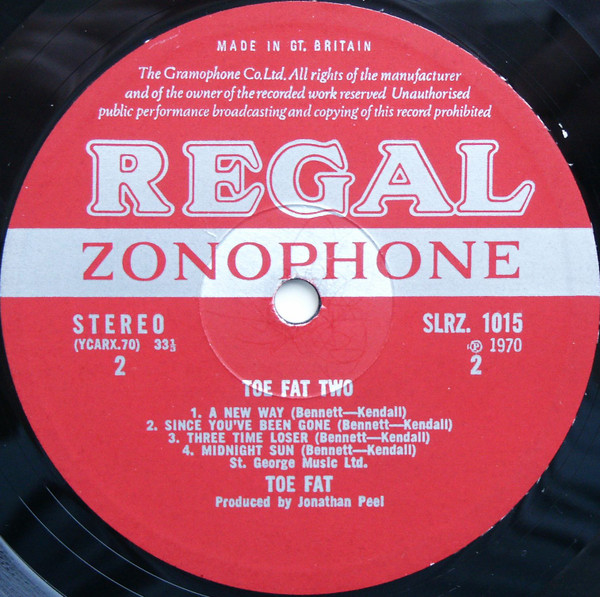 MADE IN GT. BRITAIN
The Gramophone Co.Ltd. All rights of the manufacturer
and of the owner of the recorded work reserved Unauthorised
public performance broadcasting and copying of this record prohibited
REGAL
ZONOPHONE
STEREO SLRZ. 1015
(YCARX.70) 33⅓ ℗ 1970
2 2
TOE FAT TWO
1. A NEW WAY (Bennett—Kendall)
2. SINCE YOU'VE BEEN GONE (Bennett—Kendall)
3. THREE TIME LOSER (Bennett—Kendall)
4. MIDNIGHT SUN (Bennett—Kendall)
St. George Music Ltd.
TOE FAT
Produced by Jonathan Peel